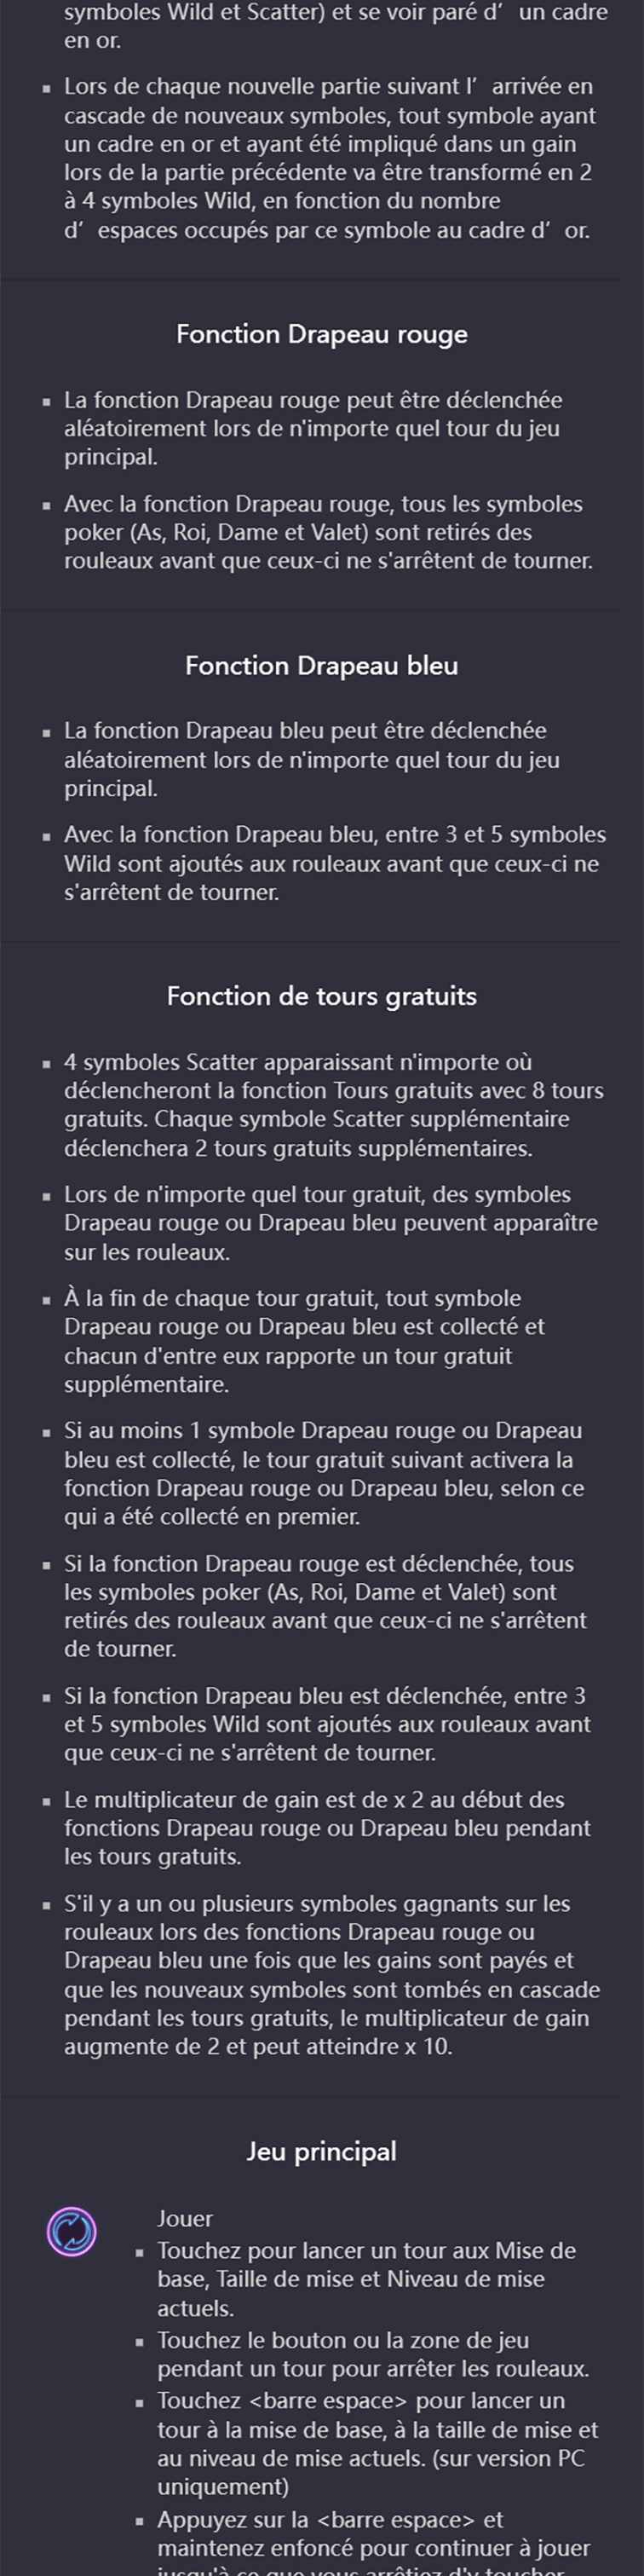 symboles Wild et Scatter) et se voir paré d’ un cadre
en or.
▪ Lors de chaque nouvelle partie suivant l’ arrivée en
cascade de nouveaux symboles, tout symbole ayant
un cadre en or et ayant été impliqué dans un gain
lors de la partie précédente va être transformé en 2
à 4 symboles Wild, en fonction du nombre
d’ espaces occupés par ce symbole au cadre d’ or.
Fonction Drapeau rouge
▪ La fonction Drapeau rouge peut être déclenchée
aléatoirement lors de n'importe quel tour du jeu
principal.
▪ Avec la fonction Drapeau rouge, tous les symboles
poker (As, Roi, Dame et Valet) sont retirés des
rouleaux avant que ceux-ci ne s'arrêtent de tourner.
Fonction Drapeau bleu
▪ La fonction Drapeau bleu peut être déclenchée
aléatoirement lors de n'importe quel tour du jeu
principal.
▪ Avec la fonction Drapeau bleu, entre 3 et 5 symboles
Wild sont ajoutés aux rouleaux avant que ceux-ci ne
s'arrêtent de tourner.
Fonction de tours gratuits
▪ 4 symboles Scatter apparaissant n'importe où
déclencheront la fonction Tours gratuits avec 8 tours
gratuits. Chaque symbole Scatter supplémentaire
déclenchera 2 tours gratuits supplémentaires.
▪ Lors de n'importe quel tour gratuit, des symboles
Drapeau rouge ou Drapeau bleu peuvent apparaître
sur les rouleaux.
▪ À la fin de chaque tour gratuit, tout symbole
Drapeau rouge ou Drapeau bleu est collecté et
chacun d'entre eux rapporte un tour gratuit
supplémentaire.
▪ Si au moins 1 symbole Drapeau rouge ou Drapeau
bleu est collecté, le tour gratuit suivant activera la
fonction Drapeau rouge ou Drapeau bleu, selon ce
qui a été collecté en premier.
▪ Si la fonction Drapeau rouge est déclenchée, tous
les symboles poker (As, Roi, Dame et Valet) sont
retirés des rouleaux avant que ceux-ci ne s'arrêtent
de tourner.
▪ Si la fonction Drapeau bleu est déclenchée, entre 3
et 5 symboles Wild sont ajoutés aux rouleaux avant
que ceux-ci ne s'arrêtent de tourner.
▪ Le multiplicateur de gain est de x 2 au début des
fonctions Drapeau rouge ou Drapeau bleu pendant
les tours gratuits.
▪ S'il y a un ou plusieurs symboles gagnants sur les
rouleaux lors des fonctions Drapeau rouge ou
Drapeau bleu une fois que les gains sont payés et
que les nouveaux symboles sont tombés en cascade
pendant les tours gratuits, le multiplicateur de gain
augmente de 2 et peut atteindre x 10.
Jeu principal
Jouer
▪ Touchez pour lancer un tour aux Mise de
base, Taille de mise et Niveau de mise
actuels.
▪ Touchez le bouton ou la zone de jeu
pendant un tour pour arrêter les rouleaux.
▪ Touchez <barre espace> pour lancer un
tour à la mise de base, à la taille de mise et
au niveau de mise actuels. (sur version PC
uniquement)
▪ Appuyez sur la <barre espace> et
maintenez enfoncé pour continuer à jouer
jusqu'à ce que vous arrêtiez d'y toucher